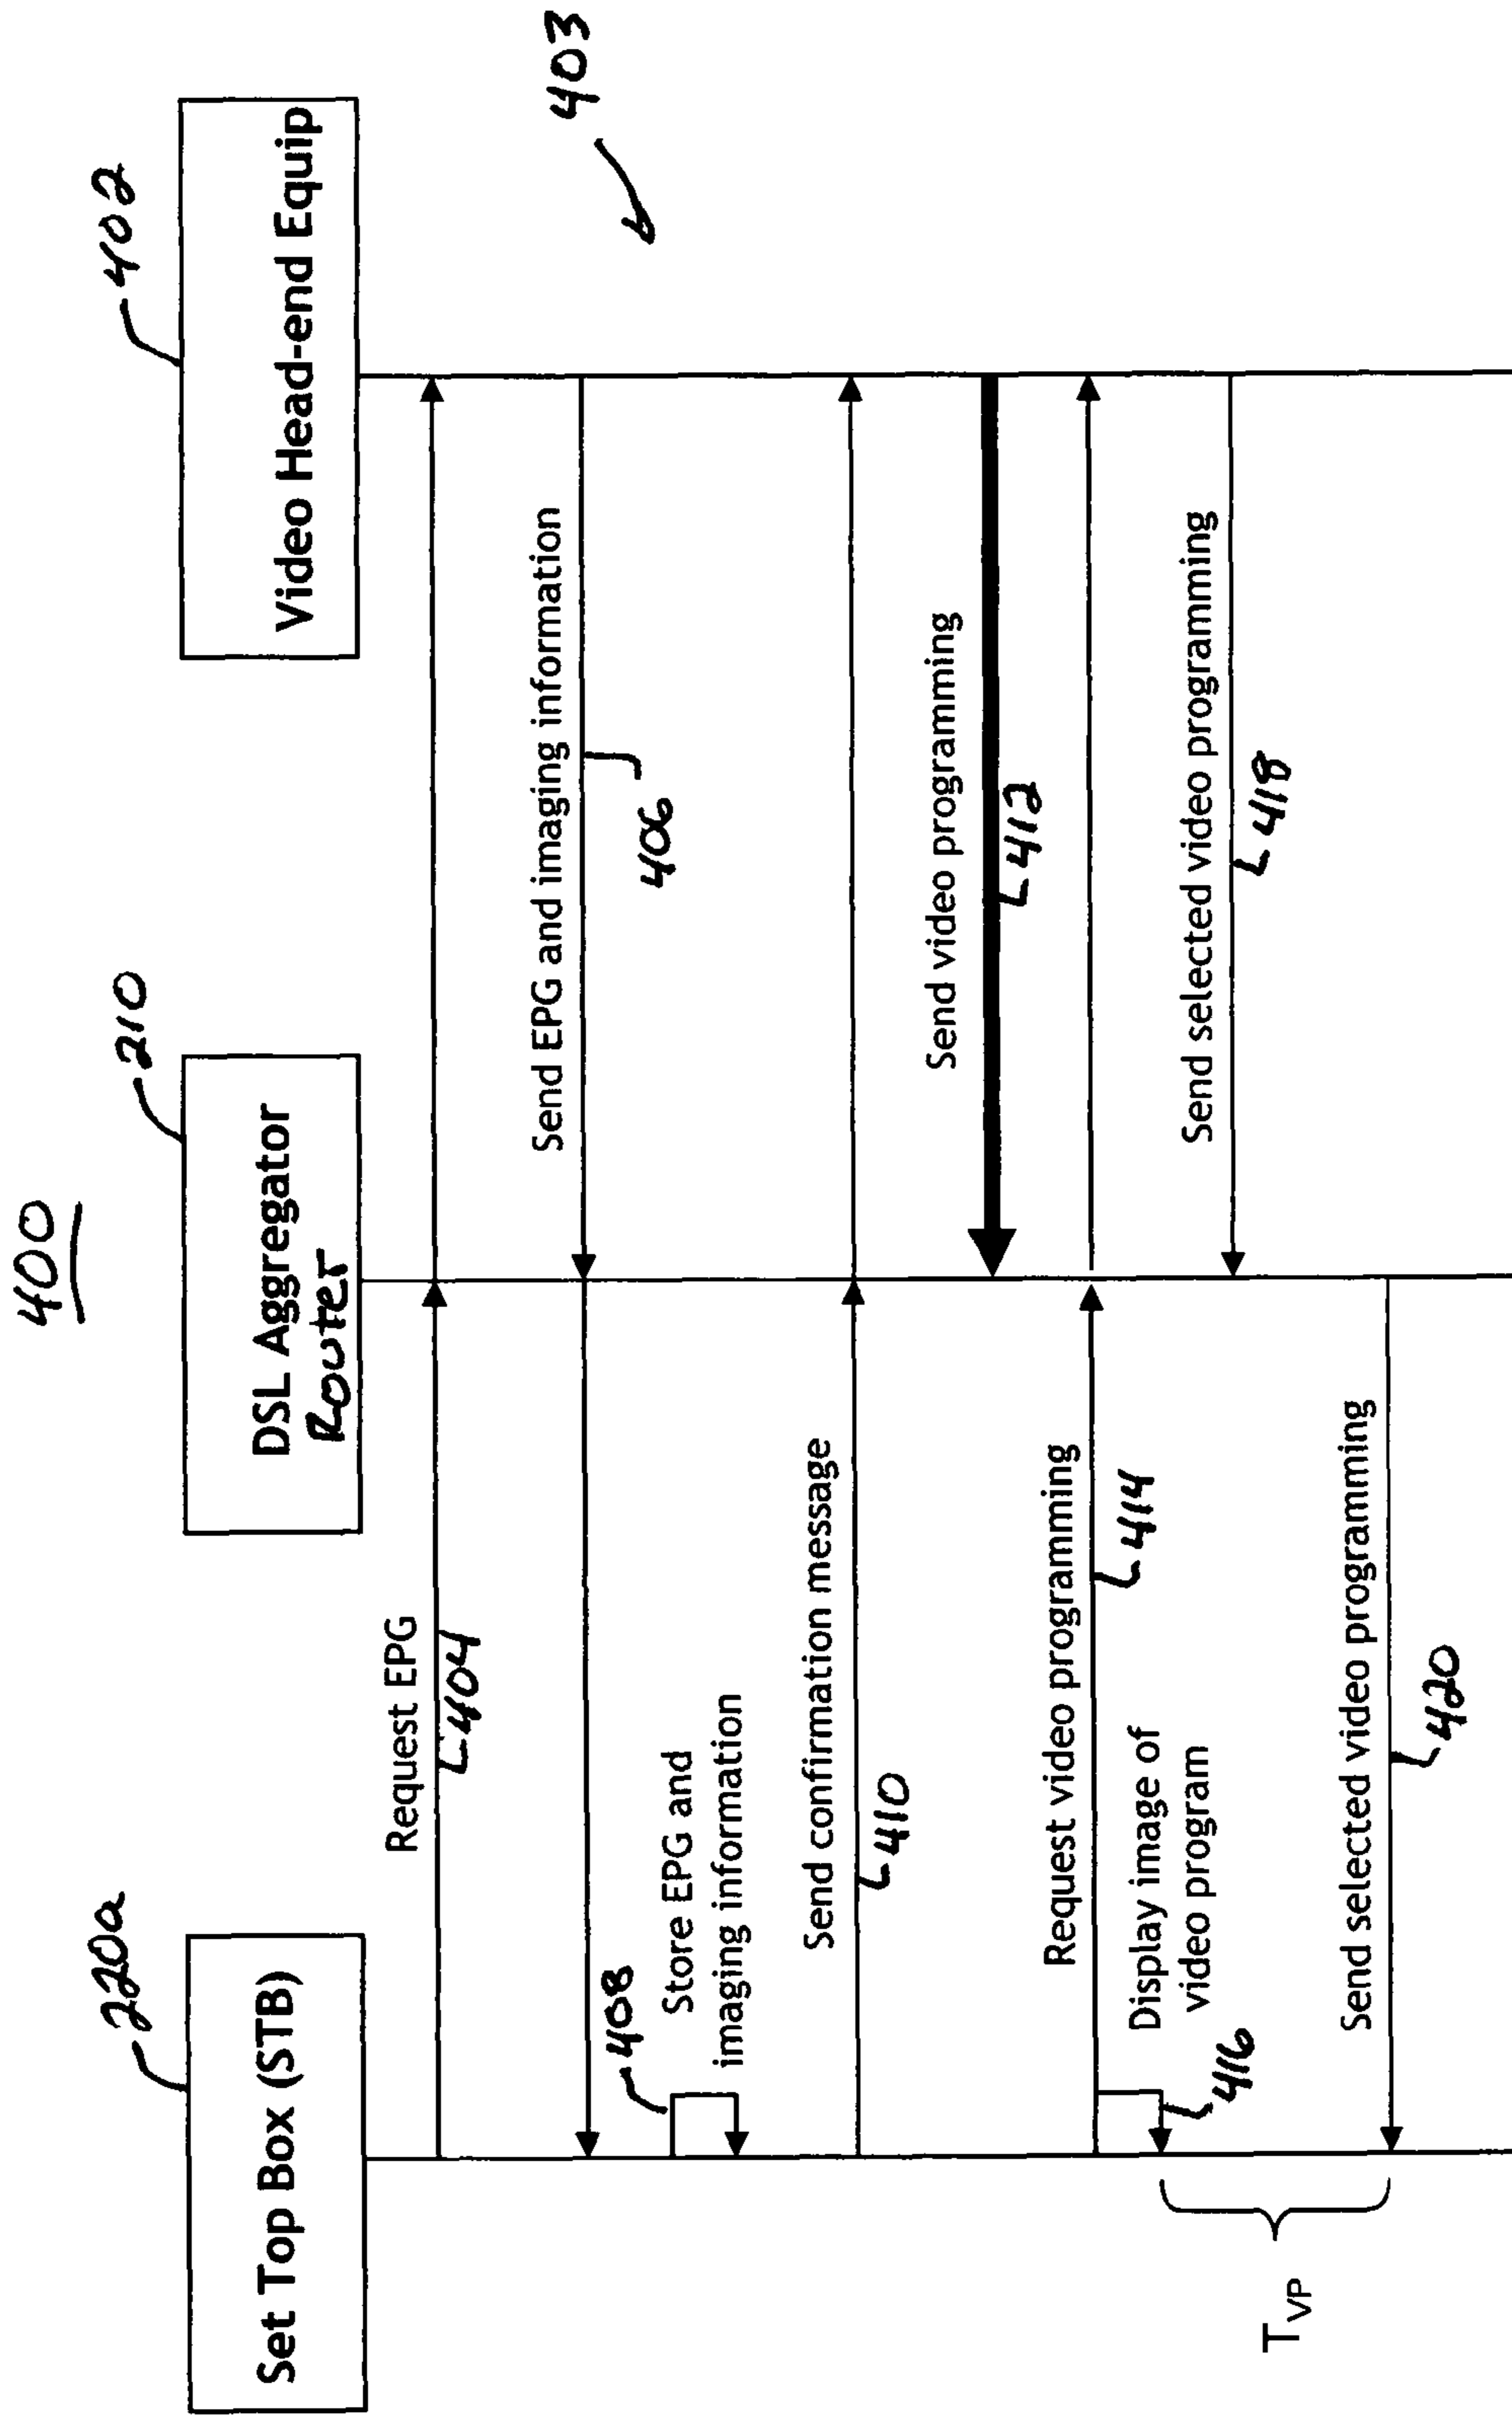 400
220a
210
402
Set Top Box (STB)
DSL Aggregator
Router
Video Head-end Equip
403
Request EPG
404
Send EPG and imaging information
406
408
Store EPG and
imaging information
Send confirmation message
410
Send video programming
412
Request video programming
414
Display image of
video program
416
Send selected video programming
418
Send selected video programming
420
TVP